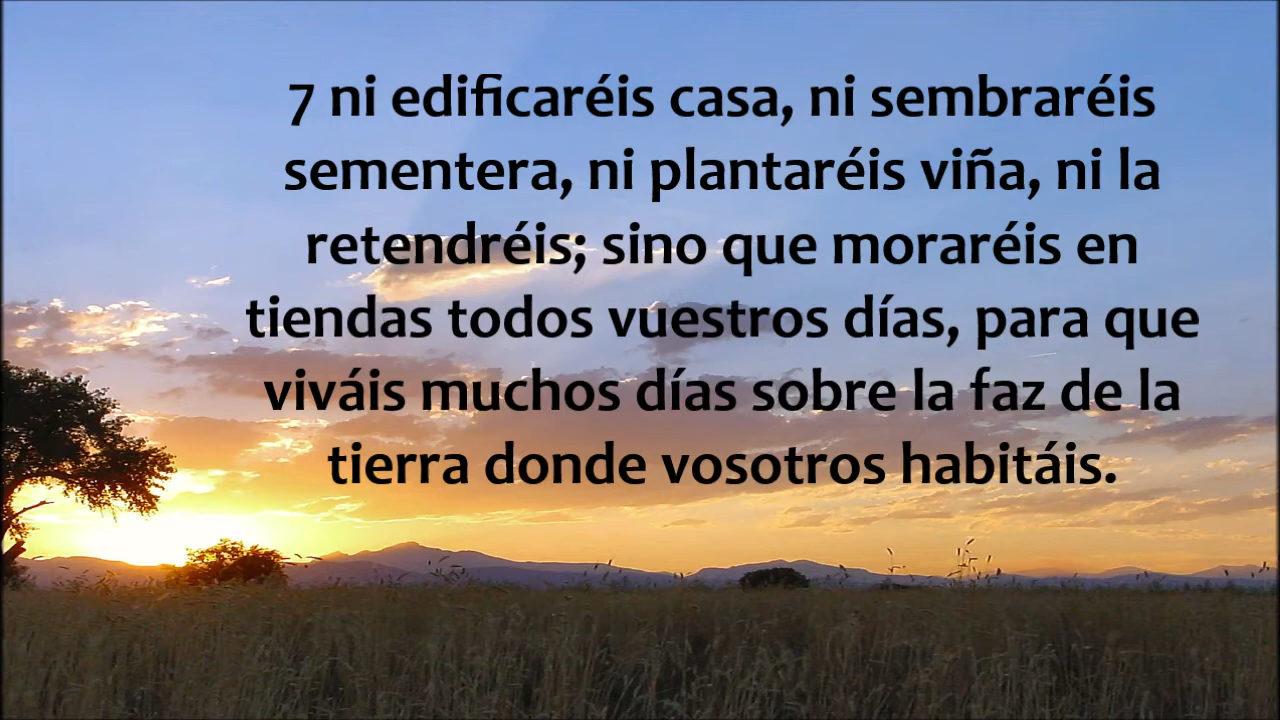 7 ni edificaréis casa, ni sembraréis
sementera, ni plantaréis viña, ni la
retendréis; sino que moraréis en
tiendas todos vuestros días, para que
viváis muchos días sobre la faz de la
tierra donde vosotros habitáis.